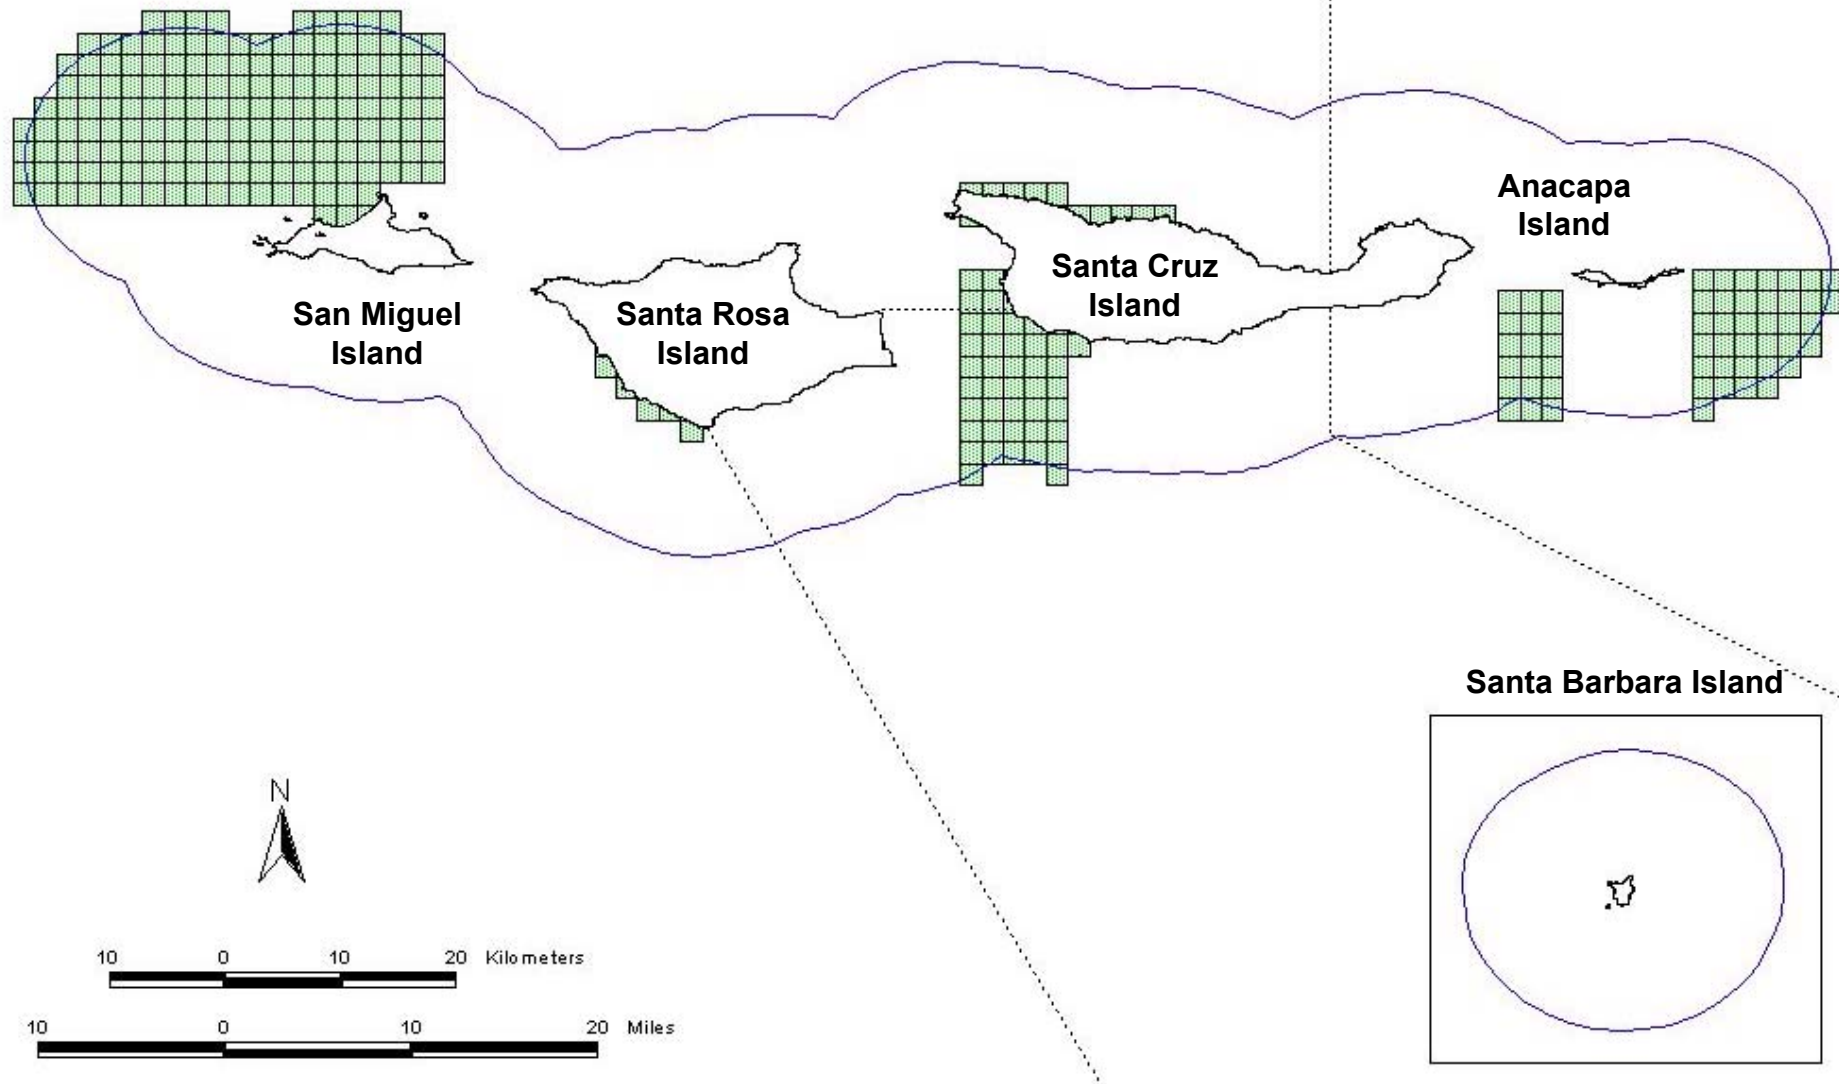 Anacapa
Island
Santa Cruz
Island
San Miguel
Island
Santa Rosa
Island
Santa Barbara Island
N
10 0 10 20 Kilometers
10 0 10 20 Miles